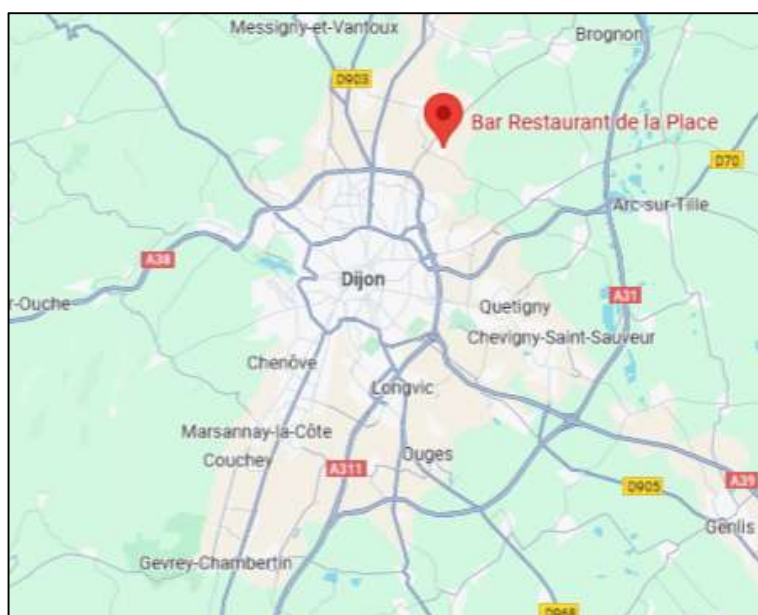 Messigny-et-Vantoux
Brognon
D903
Bar Restaurant de la Place
D70
Arc-sur-Tille
A38
Dijon
r-Ouche
A31
Quetigny
Chevigny-Saint-Sauveur
Chenôve
Longvic
Marsannay-la-Côte
Couchey
Ouges
A311
A39
D905
Genlis
Gevrey-Chambertin
D968